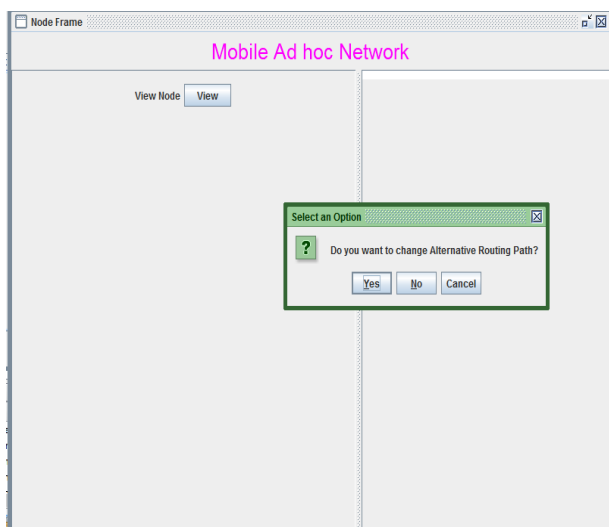 Node Frame
Mobile Ad hoc Network
View Node View
Select an Option
? Do you want to change Alternative Routing Path?
Yes No Cancel